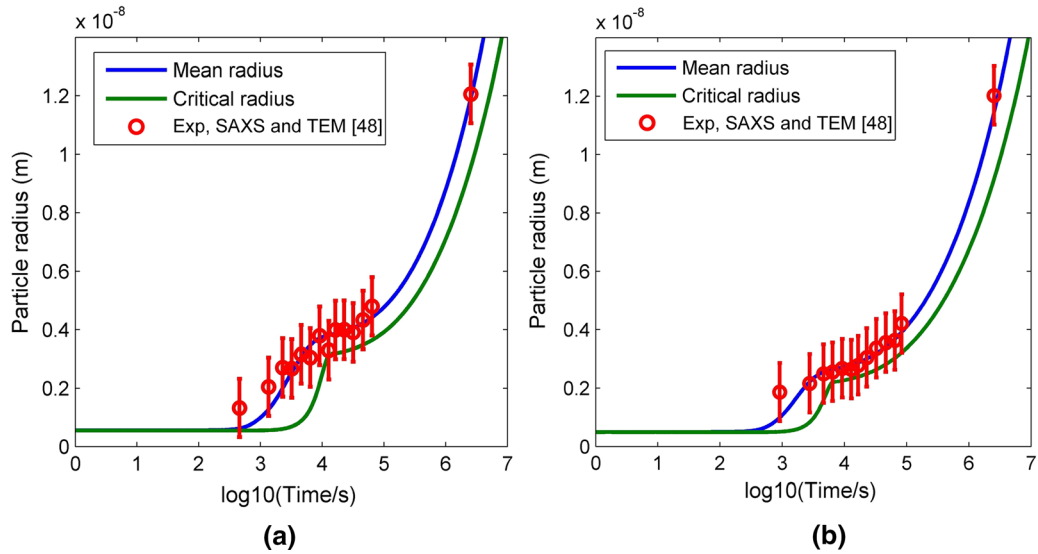 x 10⁻⁸
1.2
1
0.8
0.6
0.4
0.2
0
Particle radius (m)
Mean radius
Critical radius
Exp, SAXS and TEM [48]
0 1 2 3 4 5 6 7
log10(Time/s)
(a)
x 10⁻⁸
1.2
1
0.8
0.6
0.4
0.2
0
Particle radius (m)
Mean radius
Critical radius
Exp, SAXS and TEM [48]
0 1 2 3 4 5 6 7
log10(Time/s)
(b)